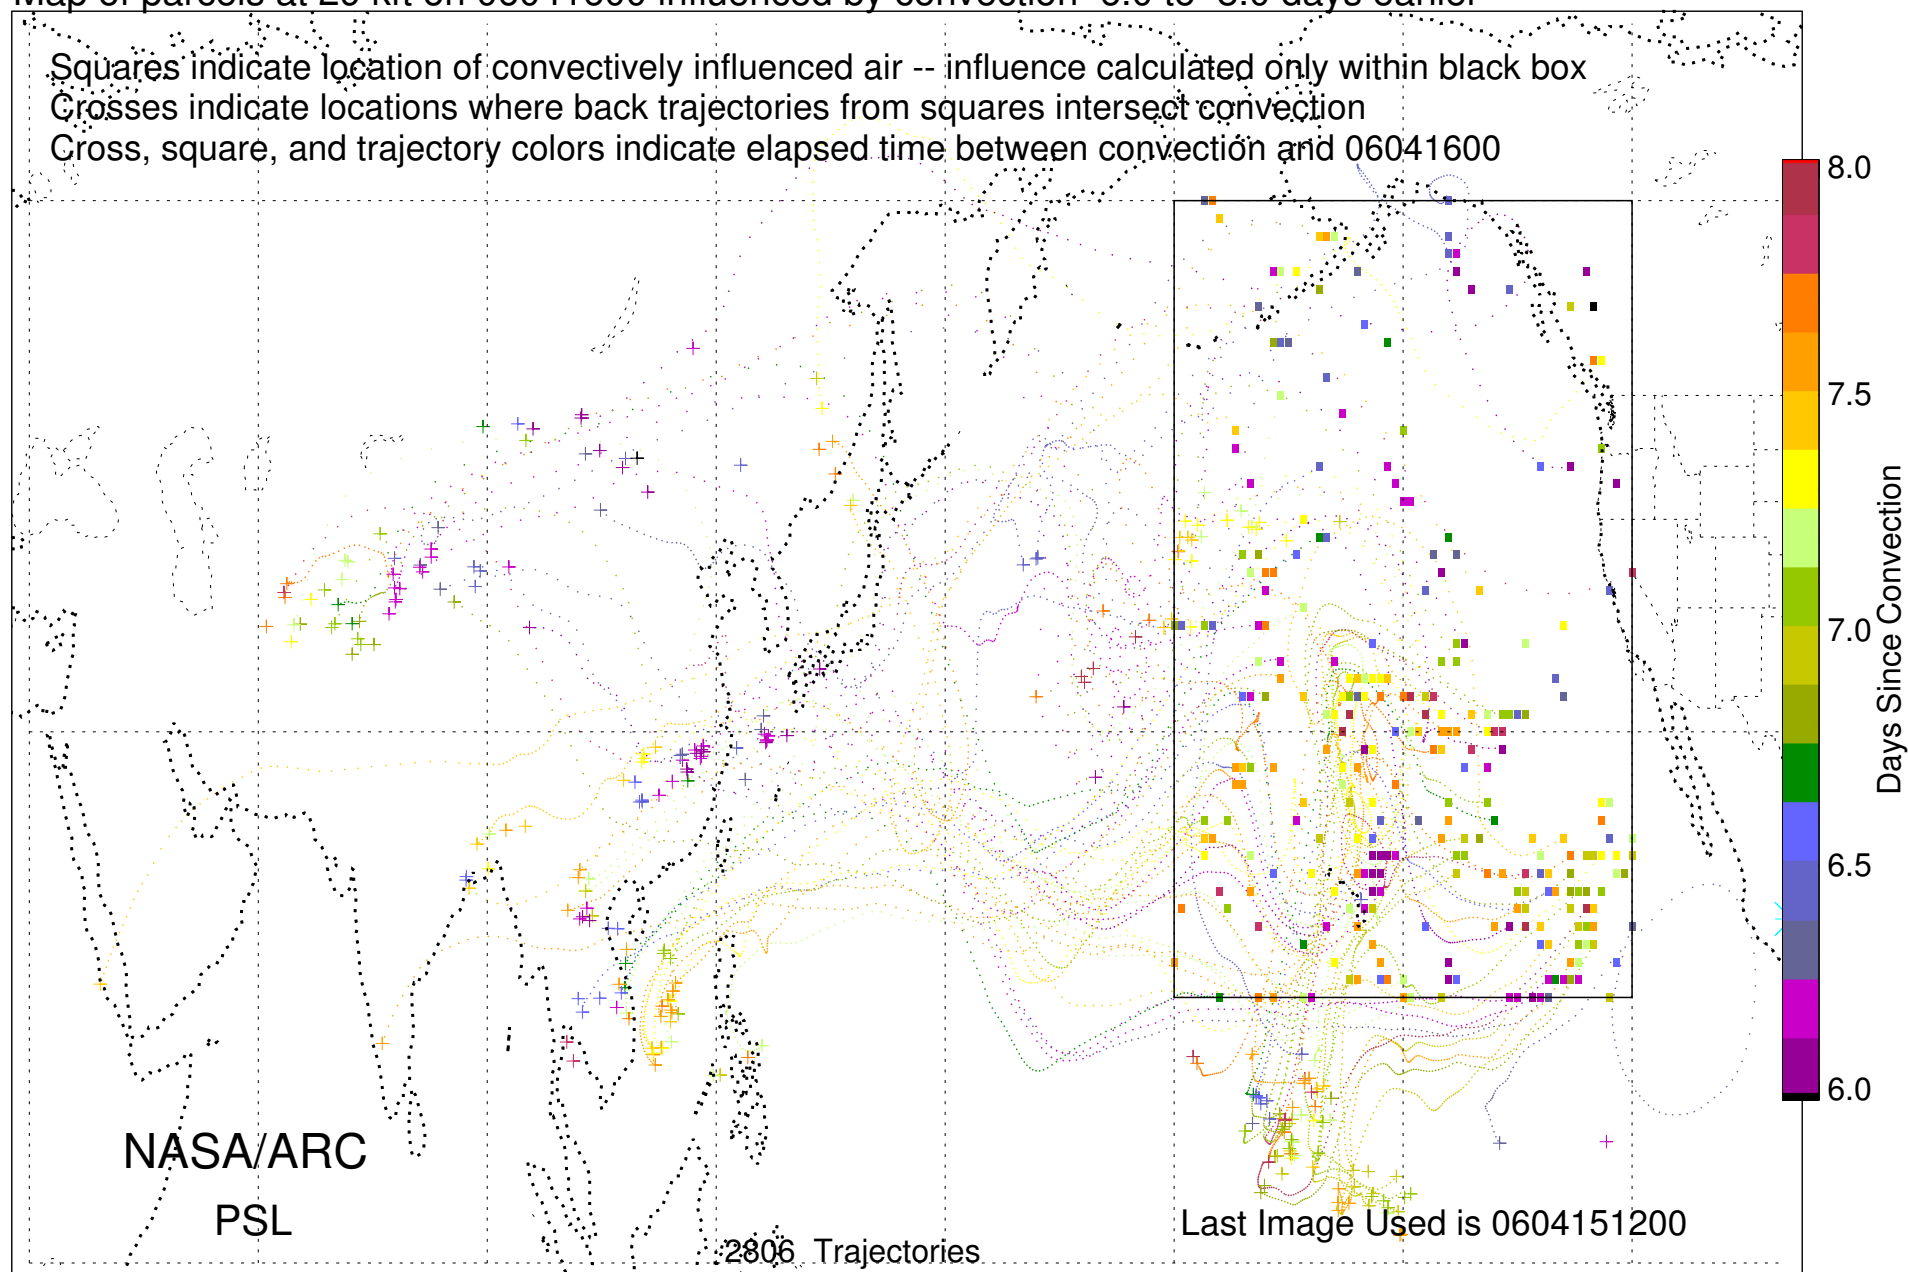 Squares indicate location of convectively influenced air -- influence calculated only within black box
Crosses indicate locations where back trajectories from squares intersect convection
Cross, square, and trajectory colors indicate elapsed time between convection and 06041600
8.0
7.5
7.0
6.5
6.0
Days Since Convection
NASA/ARC
PSL
Last Image Used is 0604151200
2806 Trajectories